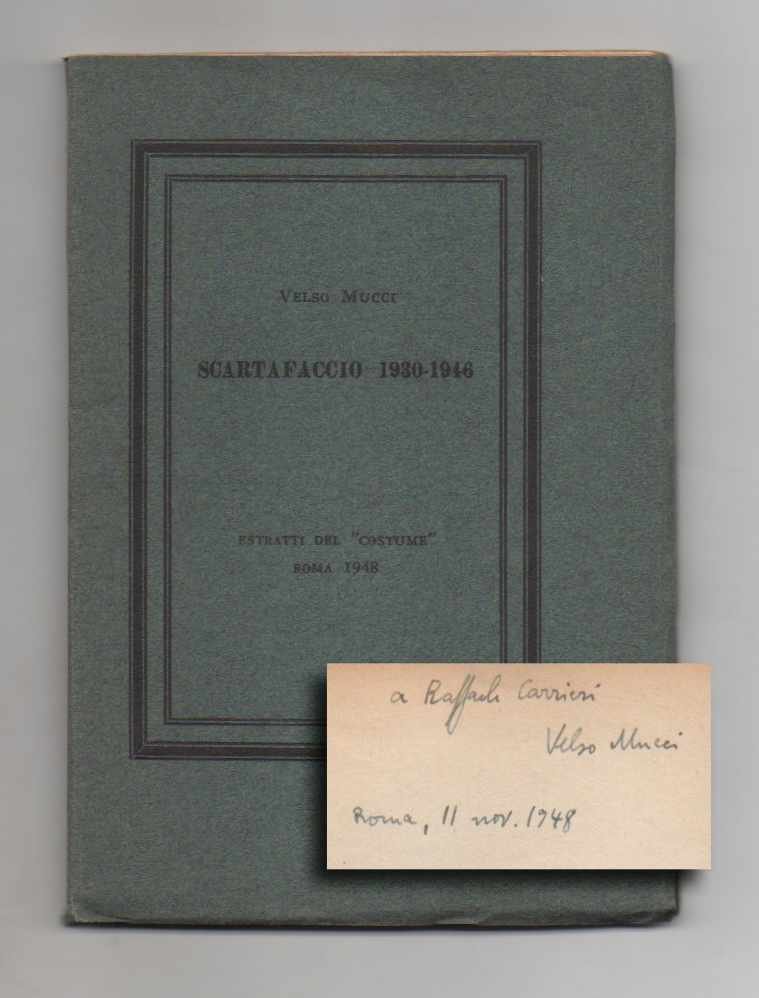 VELSO MUCCI
SCARTAFACCIO 1930-1946
ESTRATTI DEL "COSTUME"
ROMA 1948
a Raffaele Carrieri
Velso Mucci
Roma, 11 nov. 1948